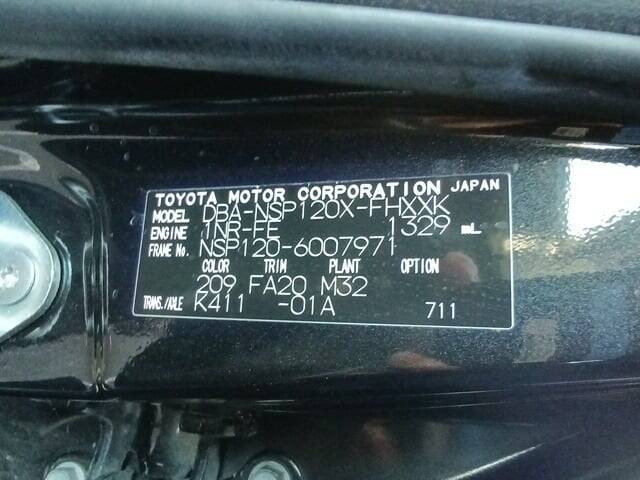 TOYOTA MOTOR CORPORATION JAPAN
MODEL DBA-NSP120X-FHXXK
ENGINE 1NR-FE 1329 mL
FRAME No. NSP120-6007971
COLOR TRIM PLANT OPTION
209 FA20 M32
TRANS./AXLE K411 -01A 711